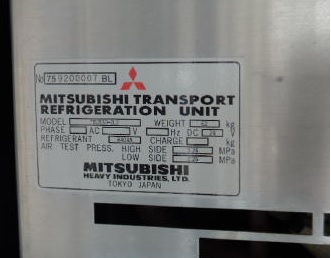 No 759200007 BL
MITSUBISHI TRANSPORT
REFRIGERATION UNIT
MODEL WEIGHT kg
PHASE AC V Hz DC 24 V
REFRIGERANT CHARGE kg
AIR TEST PRESS. HIGH SIDE MPa
LOW SIDE MPa
MITSUBISHI
HEAVY INDUSTRIES, LTD.
TOKYO JAPAN